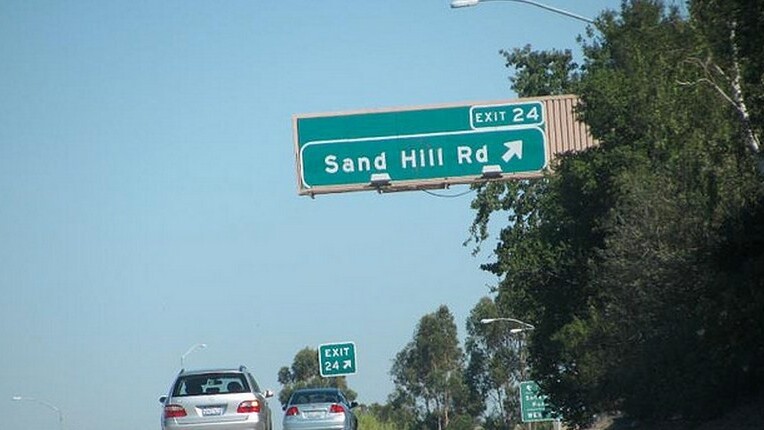 EXIT 24
Sand Hill Rd
EXIT
24